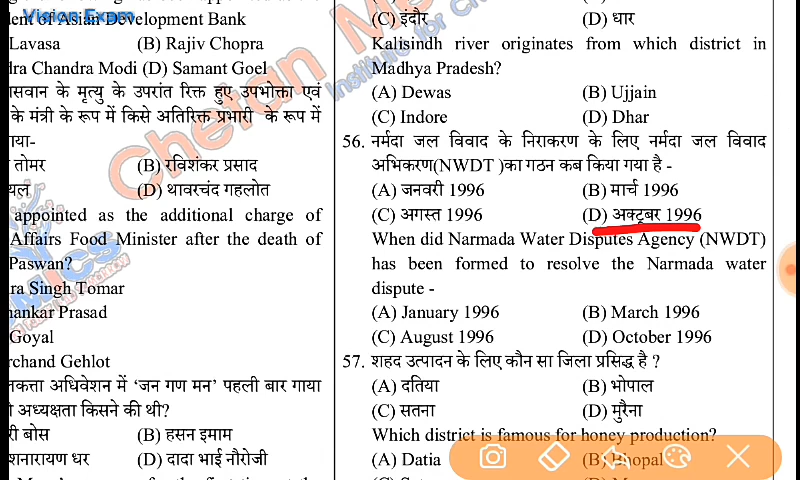 Vision Exam
lent of Asian Development Bank
Lavasa (B) Rajiv Chopra
dra Chandra Modi (D) Samant Goel
ासवान के मृत्यु के उपरांत रिक्त हुए उपभोक्ता एवं
के मंत्री के रूप में किसे अतिरिक्त प्रभारी के रूप में
गया-
तोमर (B) रविशंकर प्रसाद
यल (D) थावरचंद गहलोत
appointed as the additional charge of
Affairs Food Minister after the death of
Paswan?
ra Singh Tomar
hankar Prasad
Goyal
rchand Gehlot
लकत्ता अधिवेशन में ‘जन गण मन’ पहली बार गाया
अध्यक्षता किसने की थी?
री बोस (B) हसन इमाम
शनारायण धर (D) दादा भाई नौरोजी
(C) इंदौर (D) धार
Kalisindh river originates from which district in
Madhya Pradesh?
(A) Dewas (B) Ujjain
(C) Indore (D) Dhar
56. नर्मदा जल विवाद के निराकरण के लिए नर्मदा जल विवाद
अभिकरण(NWDT )का गठन कब किया गया है -
(A) जनवरी 1996 (B) मार्च 1996
(C) अगस्त 1996 (D) अक्टूबर 1996
When did Narmada Water Disputes Agency (NWDT)
has been formed to resolve the Narmada water
dispute -
(A) January 1996 (B) March 1996
(C) August 1996 (D) October 1996
57. शहद उत्पादन के लिए कौन सा जिला प्रसिद्ध है ?
(A) दतिया (B) भोपाल
(C) सतना (D) मुरैना
Which district is famous for honey production?
(A) Datia (B) Bhopal